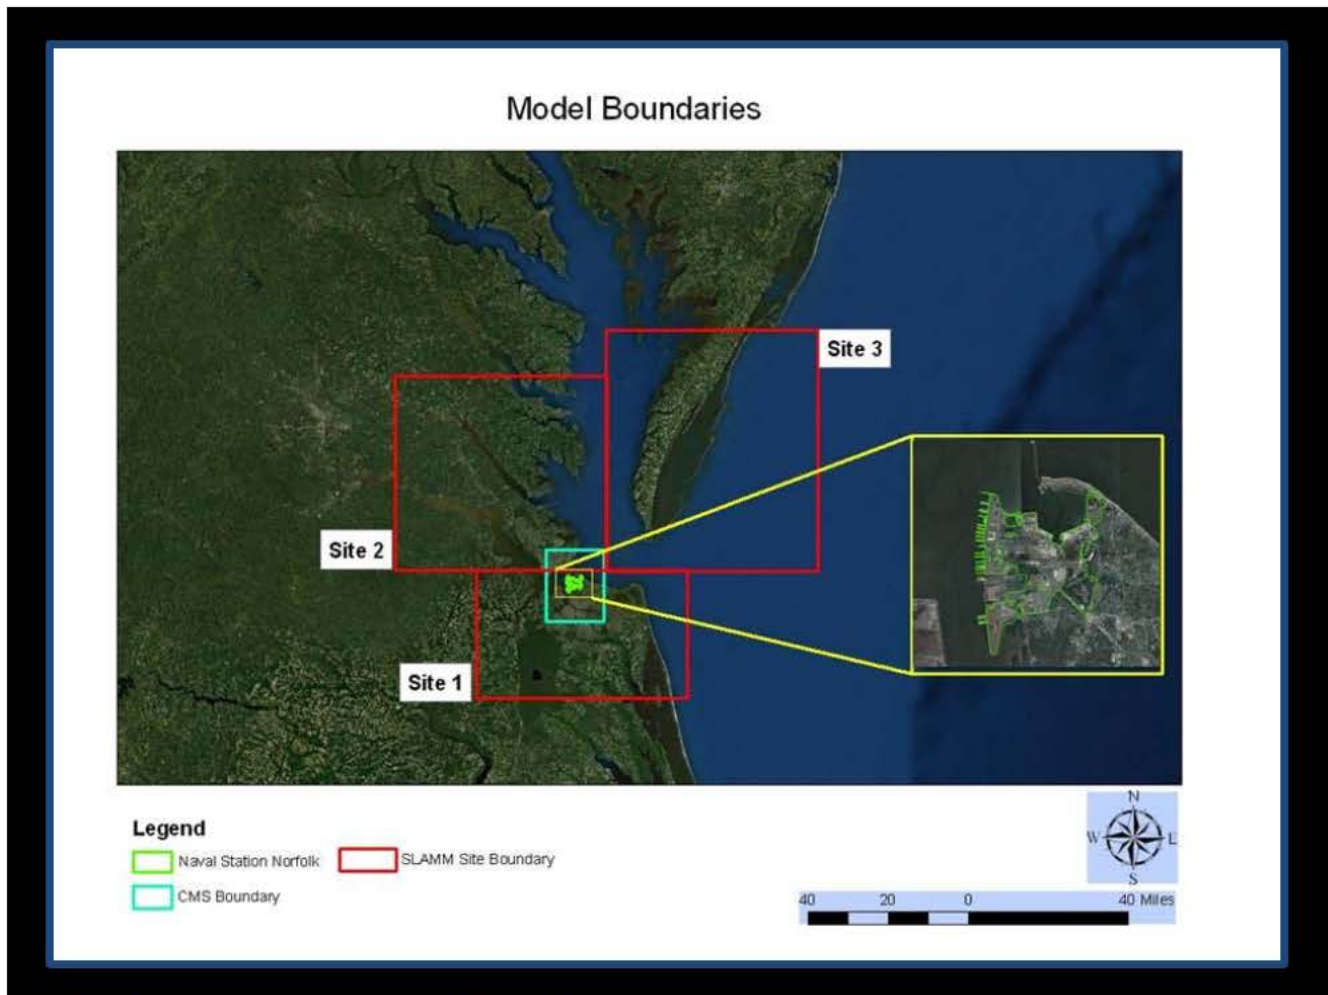 Model Boundaries
Site 3
Site 2
Site 1
Legend
Naval Station Norfolk
SLAMM Site Boundary
CMS Boundary
N
W E
S
40 20 0 40 Miles